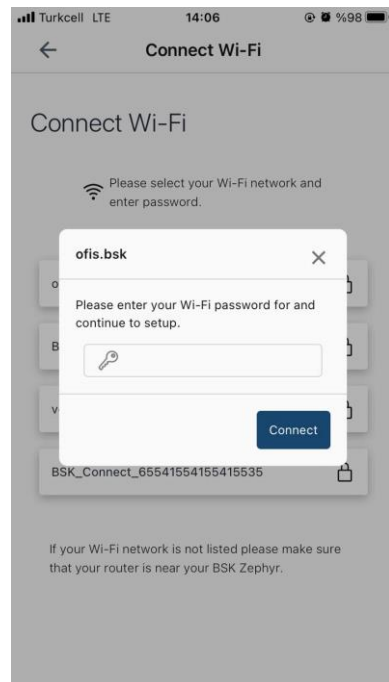 Turkcell LTE 14:06 %98
Connect Wi-Fi
Connect Wi-Fi
Please select your Wi-Fi network and
enter password.
ofis.bsk
Please enter your Wi-Fi password for and
continue to setup.
Connect
BSK_Connect_65541554155415535
If your Wi-Fi network is not listed please make sure
that your router is near your BSK Zephyr.